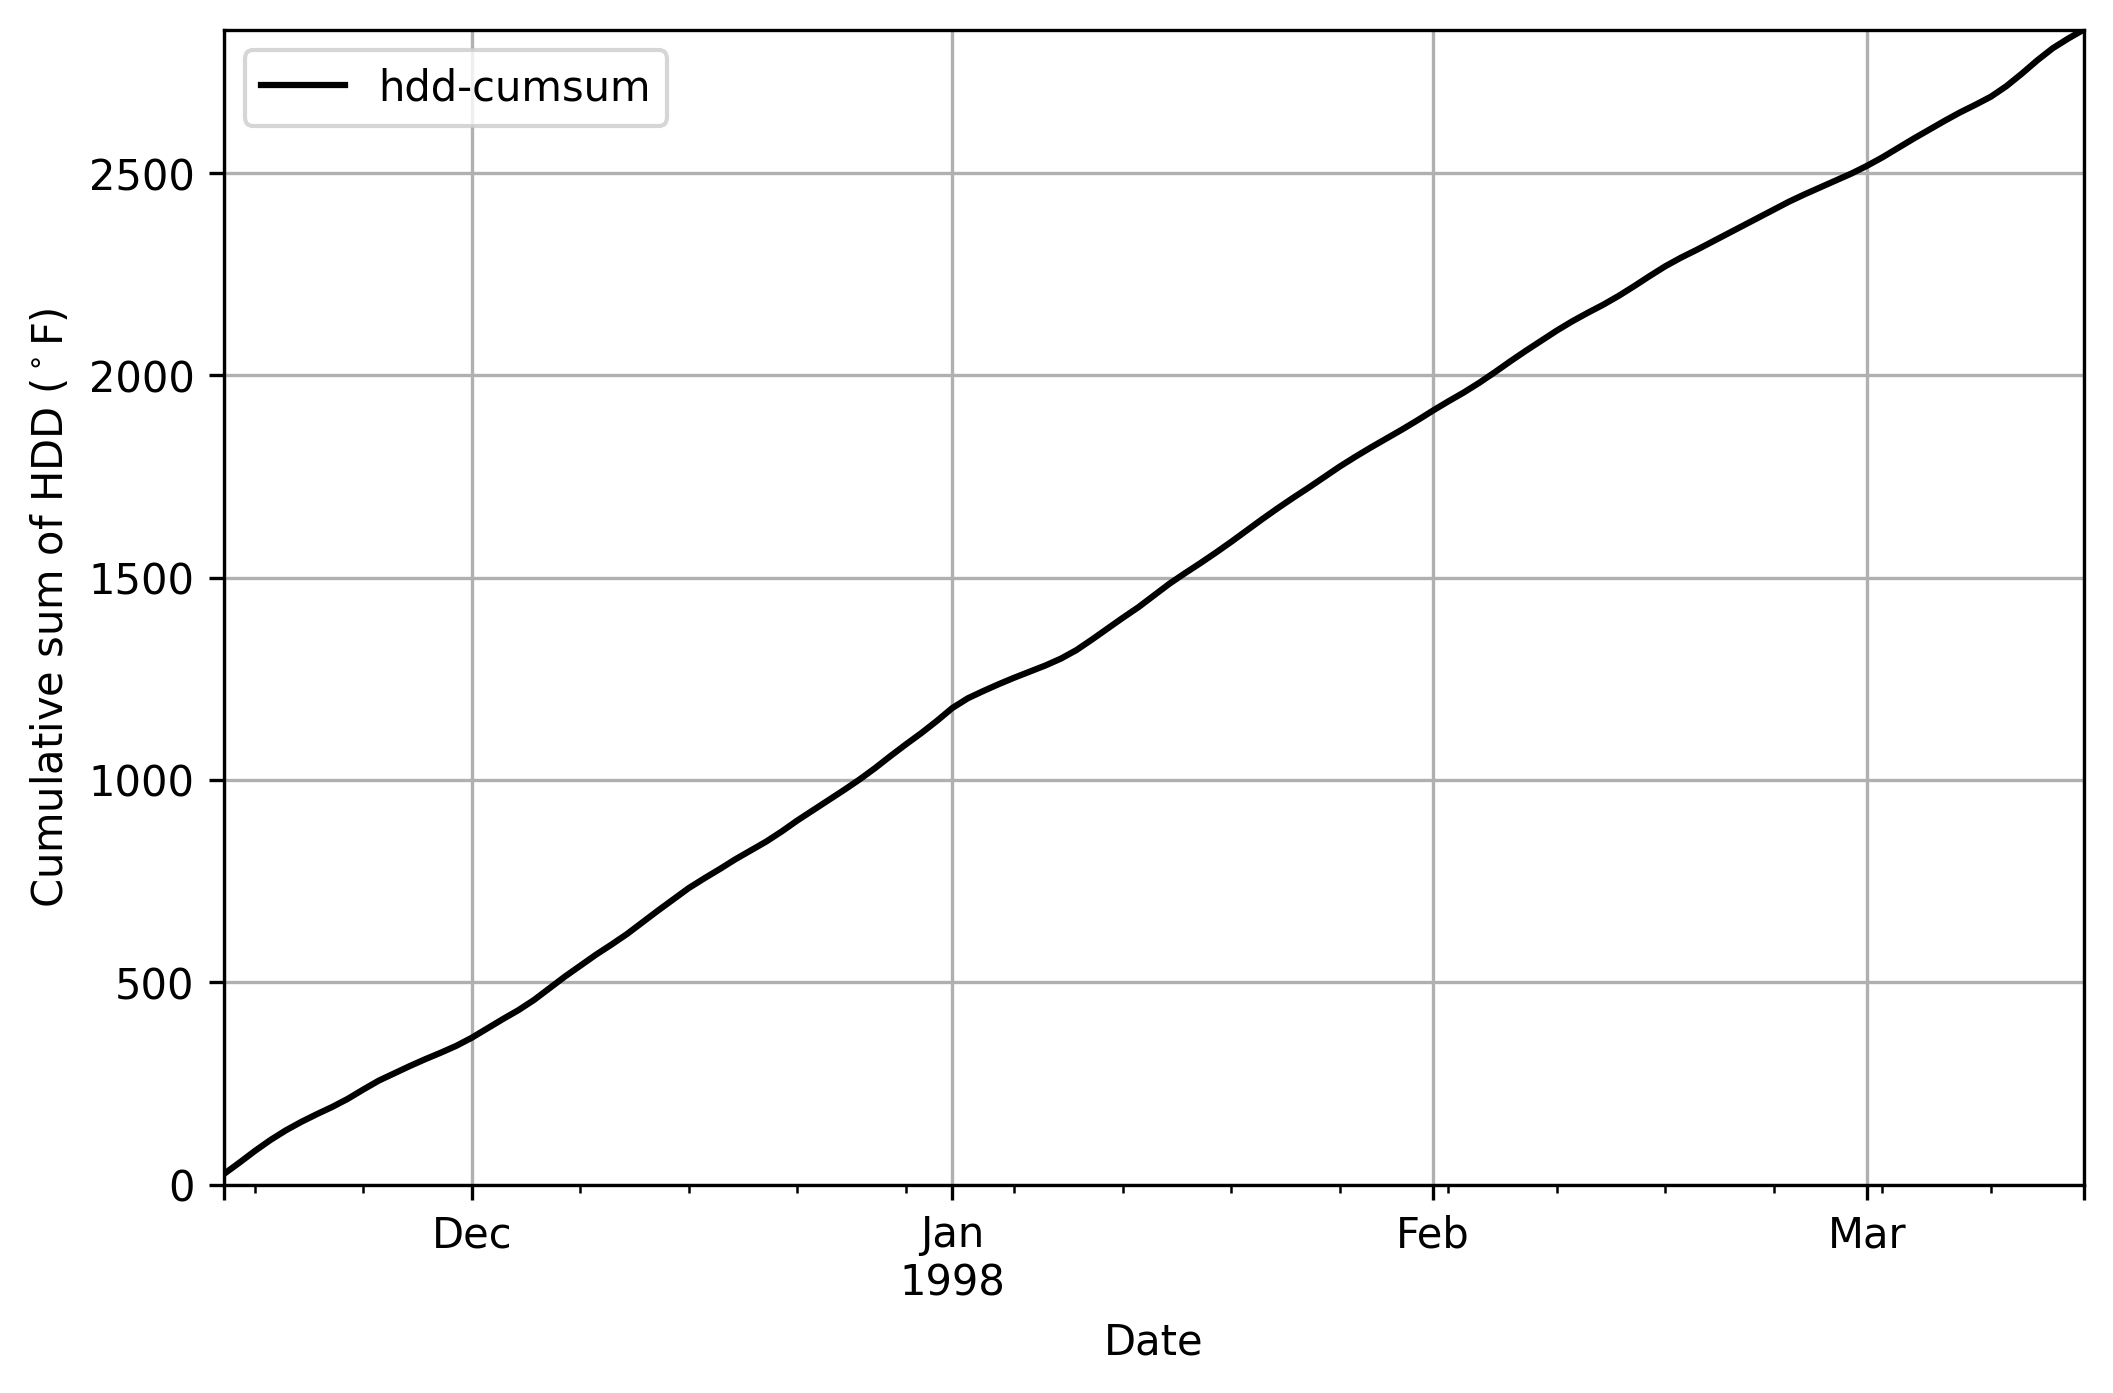 hdd-cumsum
2500
2000
1500
1000
500
0
Cumulative sum of HDD (°F)
Dec
Jan
1998
Feb
Mar
Date